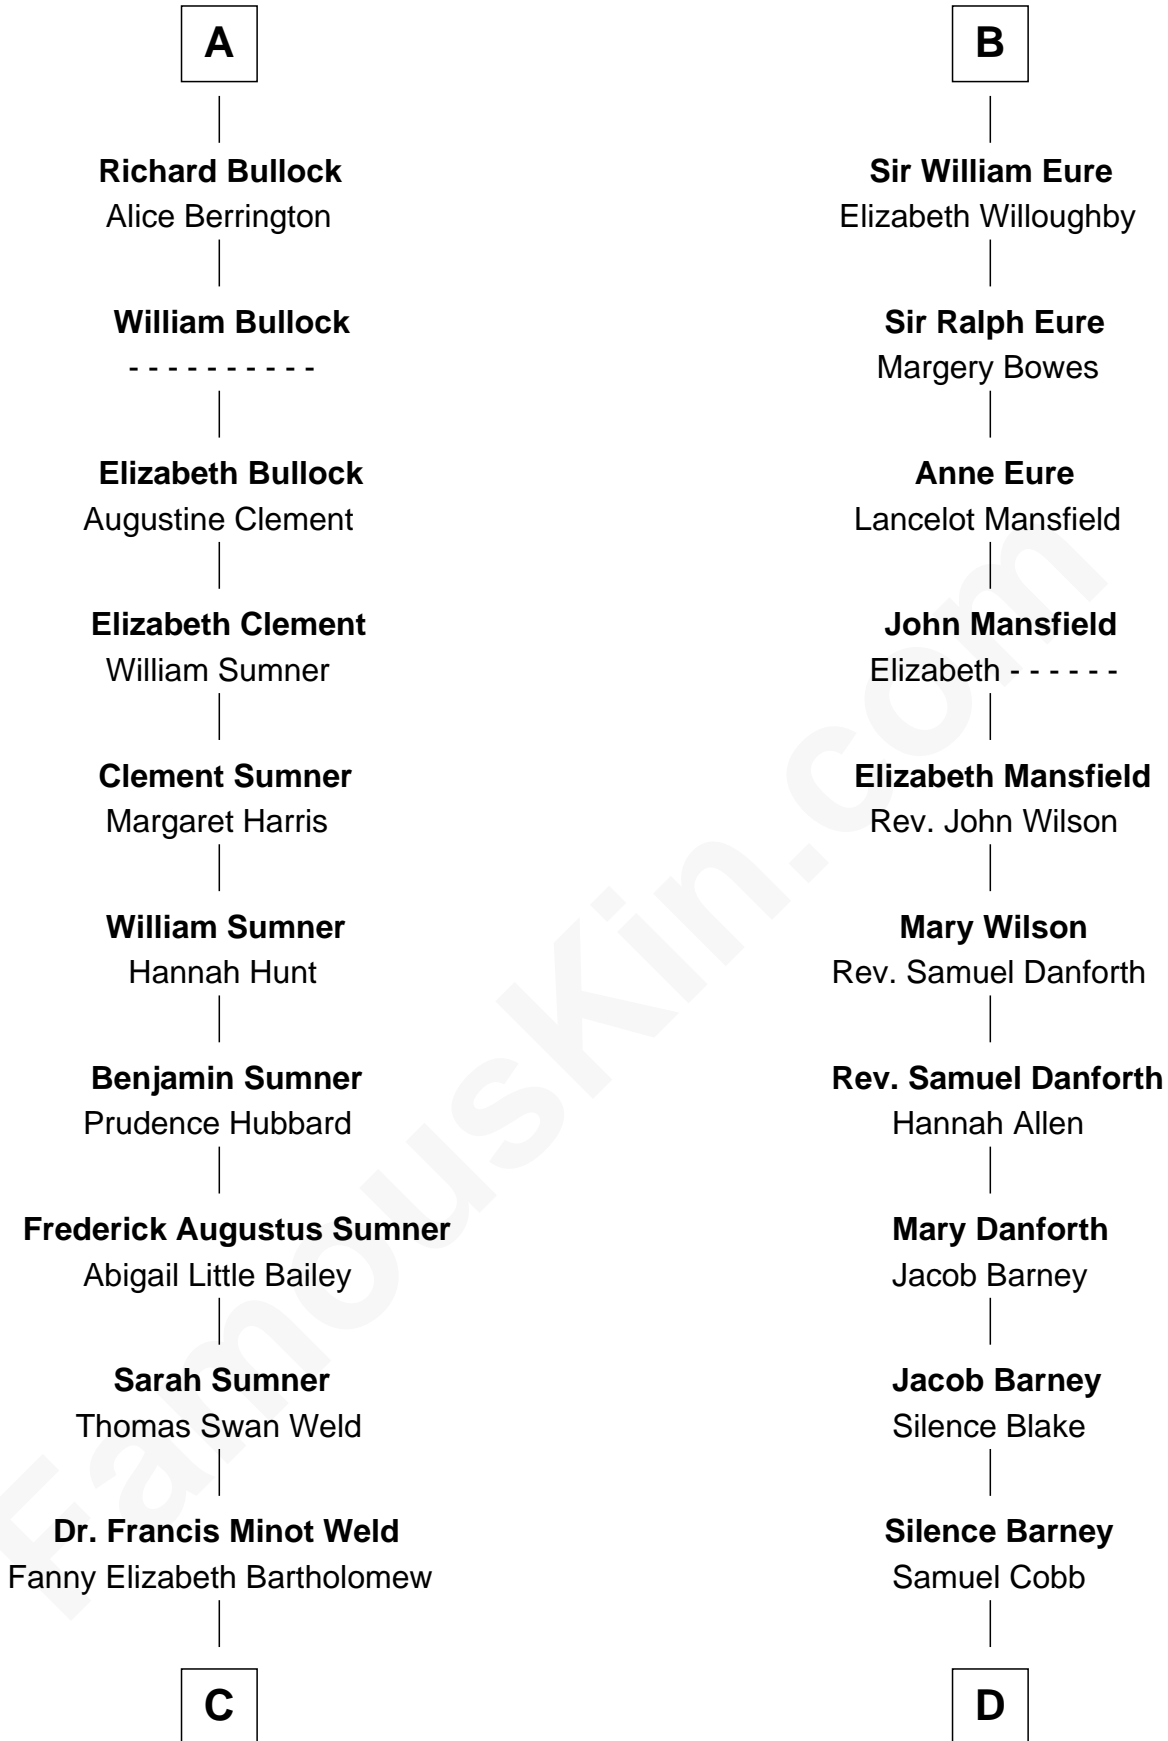 A
Richard Bullock
Alice Berrington
William Bullock
- - - - - - - - - -
Elizabeth Bullock
Augustine Clement
Elizabeth Clement
William Sumner
Clement Sumner
Margaret Harris
William Sumner
Hannah Hunt
Benjamin Sumner
Prudence Hubbard
Frederick Augustus Sumner
Abigail Little Bailey
Sarah Sumner
Thomas Swan Weld
Dr. Francis Minot Weld
Fanny Elizabeth Bartholomew
C
B
Sir William Eure
Elizabeth Willoughby
Sir Ralph Eure
Margery Bowes
Anne Eure
Lancelot Mansfield
John Mansfield
Elizabeth - - - - - -
Elizabeth Mansfield
Rev. John Wilson
Mary Wilson
Rev. Samuel Danforth
Rev. Samuel Danforth
Hannah Allen
Mary Danforth
Jacob Barney
Jacob Barney
Silence Blake
Silence Barney
Samuel Cobb
D
FamousKin.com